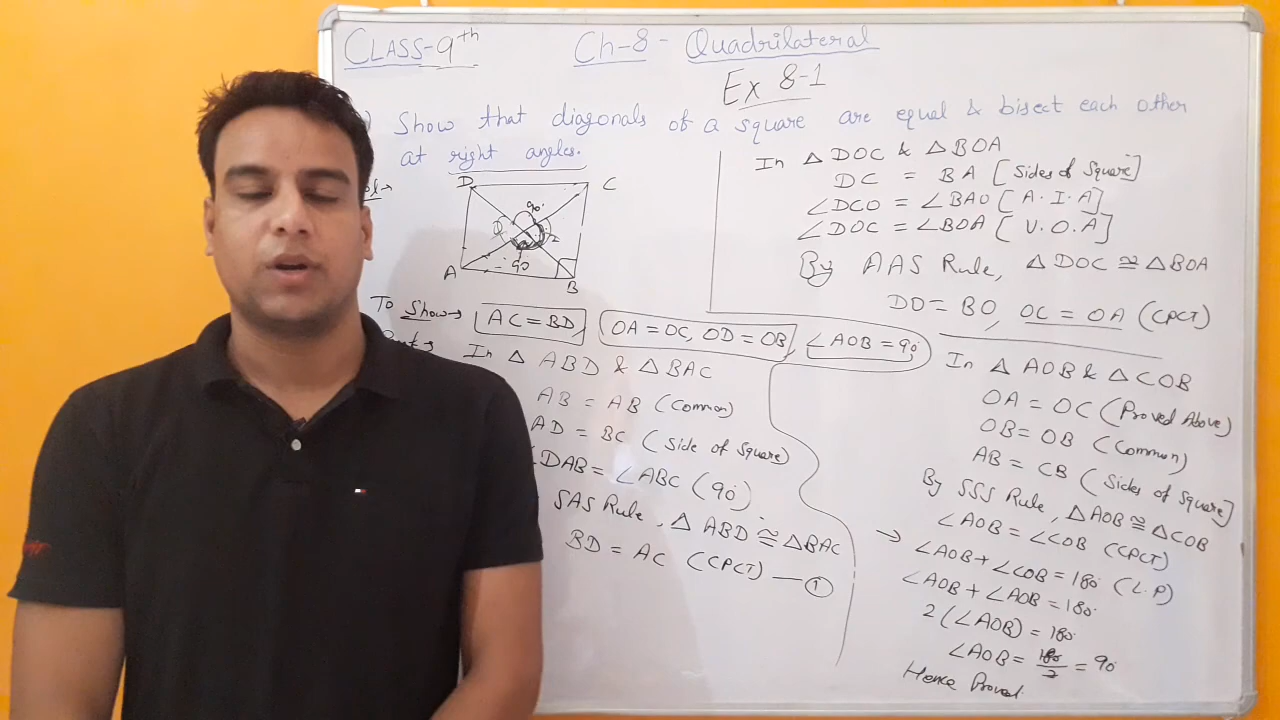 CLASS-9th
Ch-8- Quadrilateral
Ex 8-1
) Show that diagonals of a square are equal & bisect each other
at right angles.
D
C
90°
O
2
90
A
B
To Show→ AC = BD, OA = OC, OD = OB, ∠AOB = 90°
In △ ABD & △BAC
AB = AB (Common)
AD = BC (Side of Square)
∠DAB = ∠ABC (90°)
SAS Rule, △ ABD ≅ △BAC
BD = AC (CPCT) — ①
In △ DOC & △BOA
DC = BA [Sides of Square]
∠DCO = ∠BAO [A.I.A]
∠DOC = ∠BOA [V.O.A]
By AAS Rule, △DOC ≅ △BOA
DO = BO, OC = OA (CPCT)
In △ AOB & △COB
OA = OC (Proved Above)
OB = OB (Common)
AB = CB (Sides of Square]
By SSS Rule, △AOB ≅ △COB
∠AOB = ∠COB (CPCT)
→ ∠AOB + ∠COB = 180° (L.P)
∠AOB + ∠AOB = 180°
2(∠AOB) = 180°
∠AOB = 180/2 = 90°
Hence Proved.